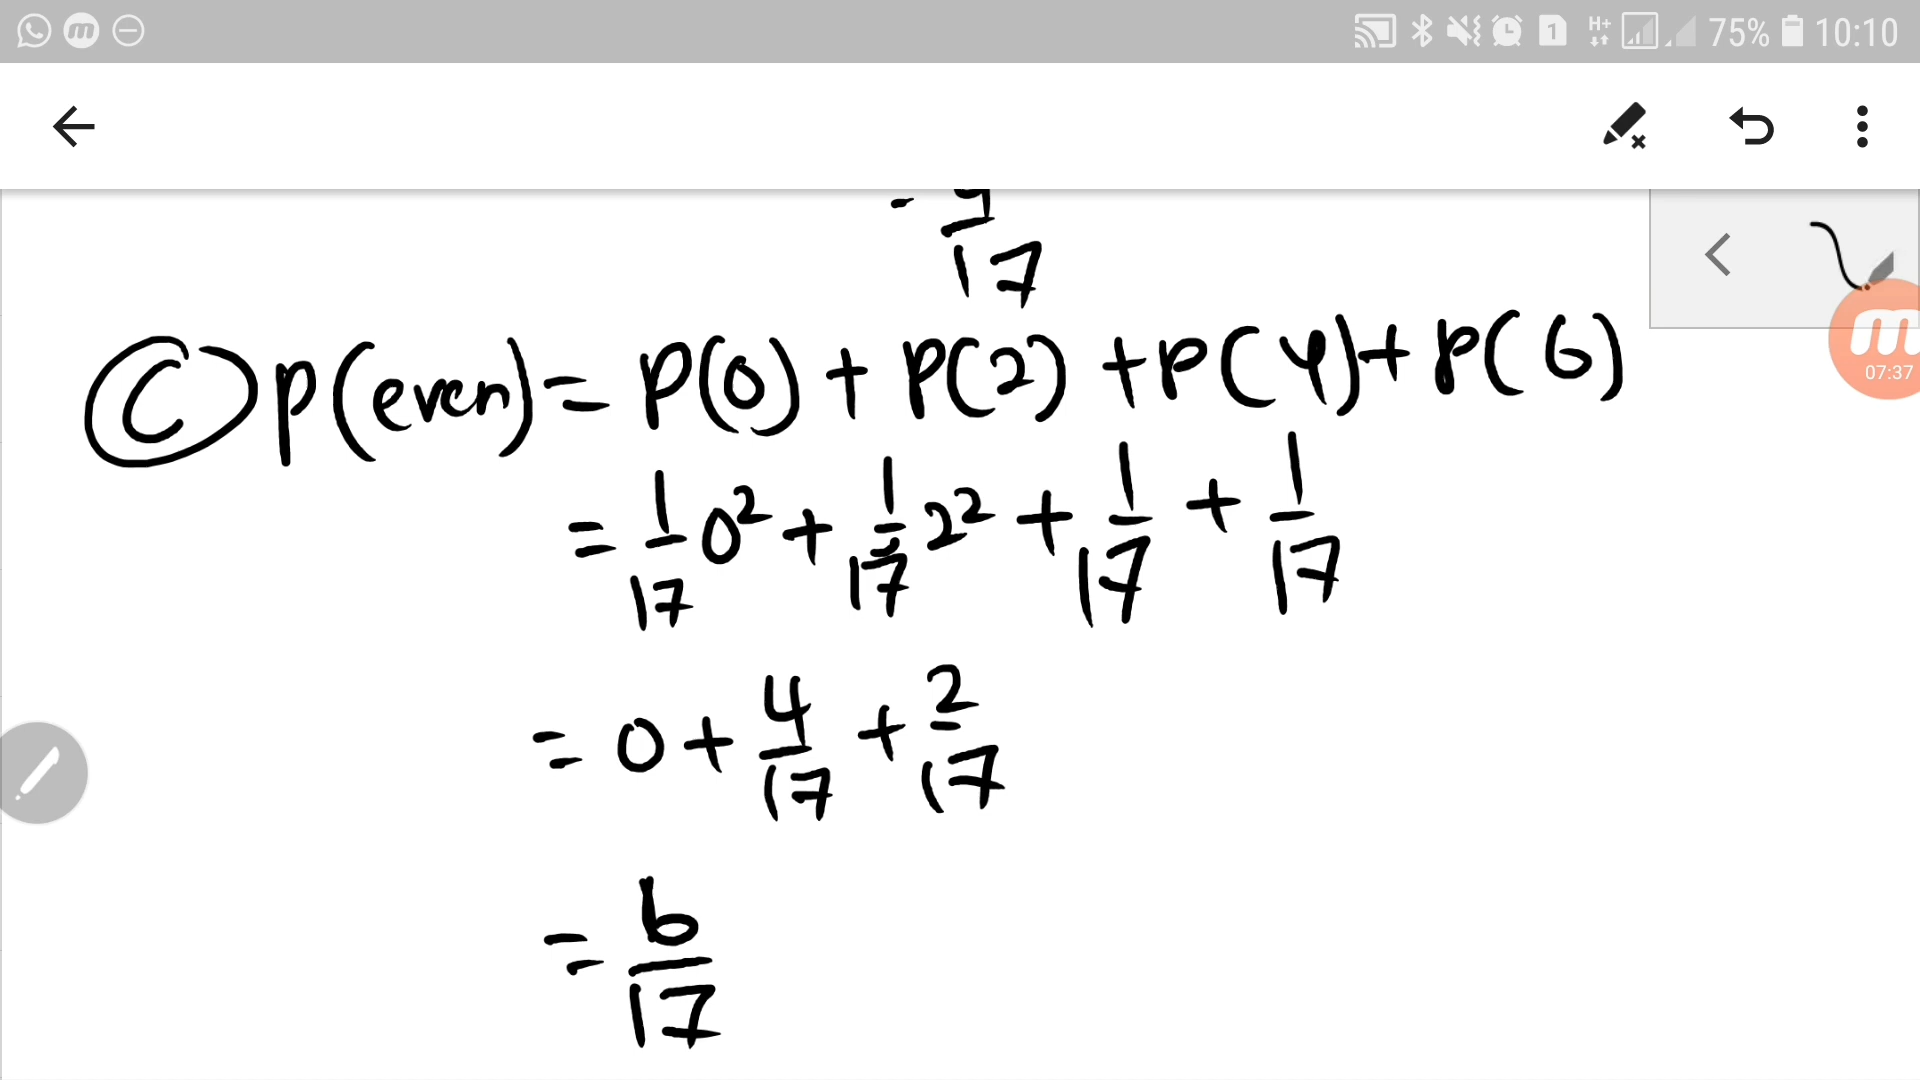 75% 10:10
17
07:37
C P(even) = P(0) + P(2) + P(4) + P(6)
= 1/17 0² + 1/17 2² + 1/17 + 1/17
= 0 + 4/17 + 2/17
= 6/17